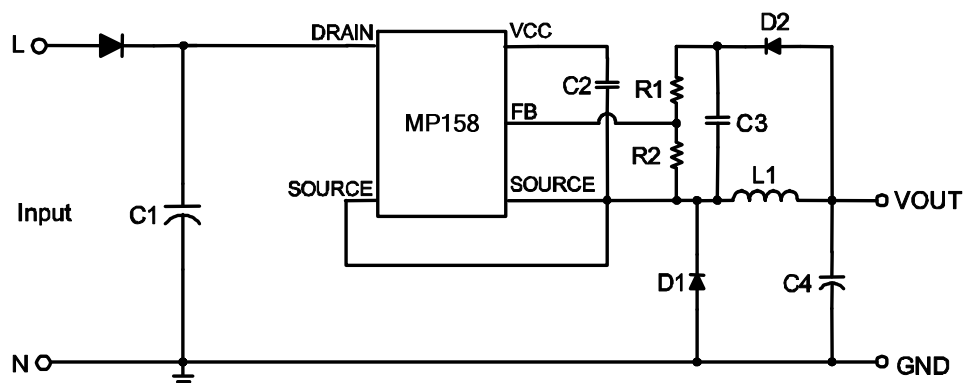 L
DRAIN
VCC
D2
C2
R1
MP158
FB
C3
R2
L1
SOURCE
SOURCE
VOUT
Input
C1
D1
C4
N
GND